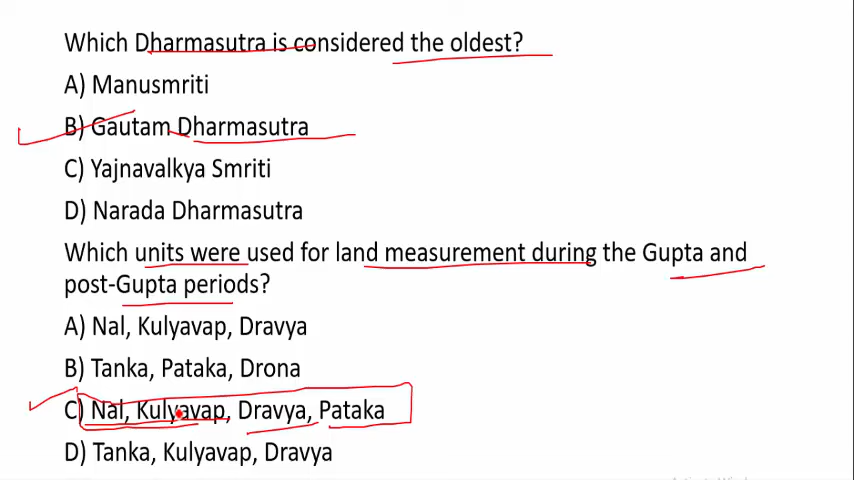 Which Dharmasutra is considered the oldest?
A) Manusmriti
B) Gautam Dharmasutra
C) Yajnavalkya Smriti
D) Narada Dharmasutra
Which units were used for land measurement during the Gupta and
post-Gupta periods?
A) Nal, Kulyavap, Dravya
B) Tanka, Pataka, Drona
C) Nal, Kulyavap, Dravya, Pataka
D) Tanka, Kulyavap, Dravya